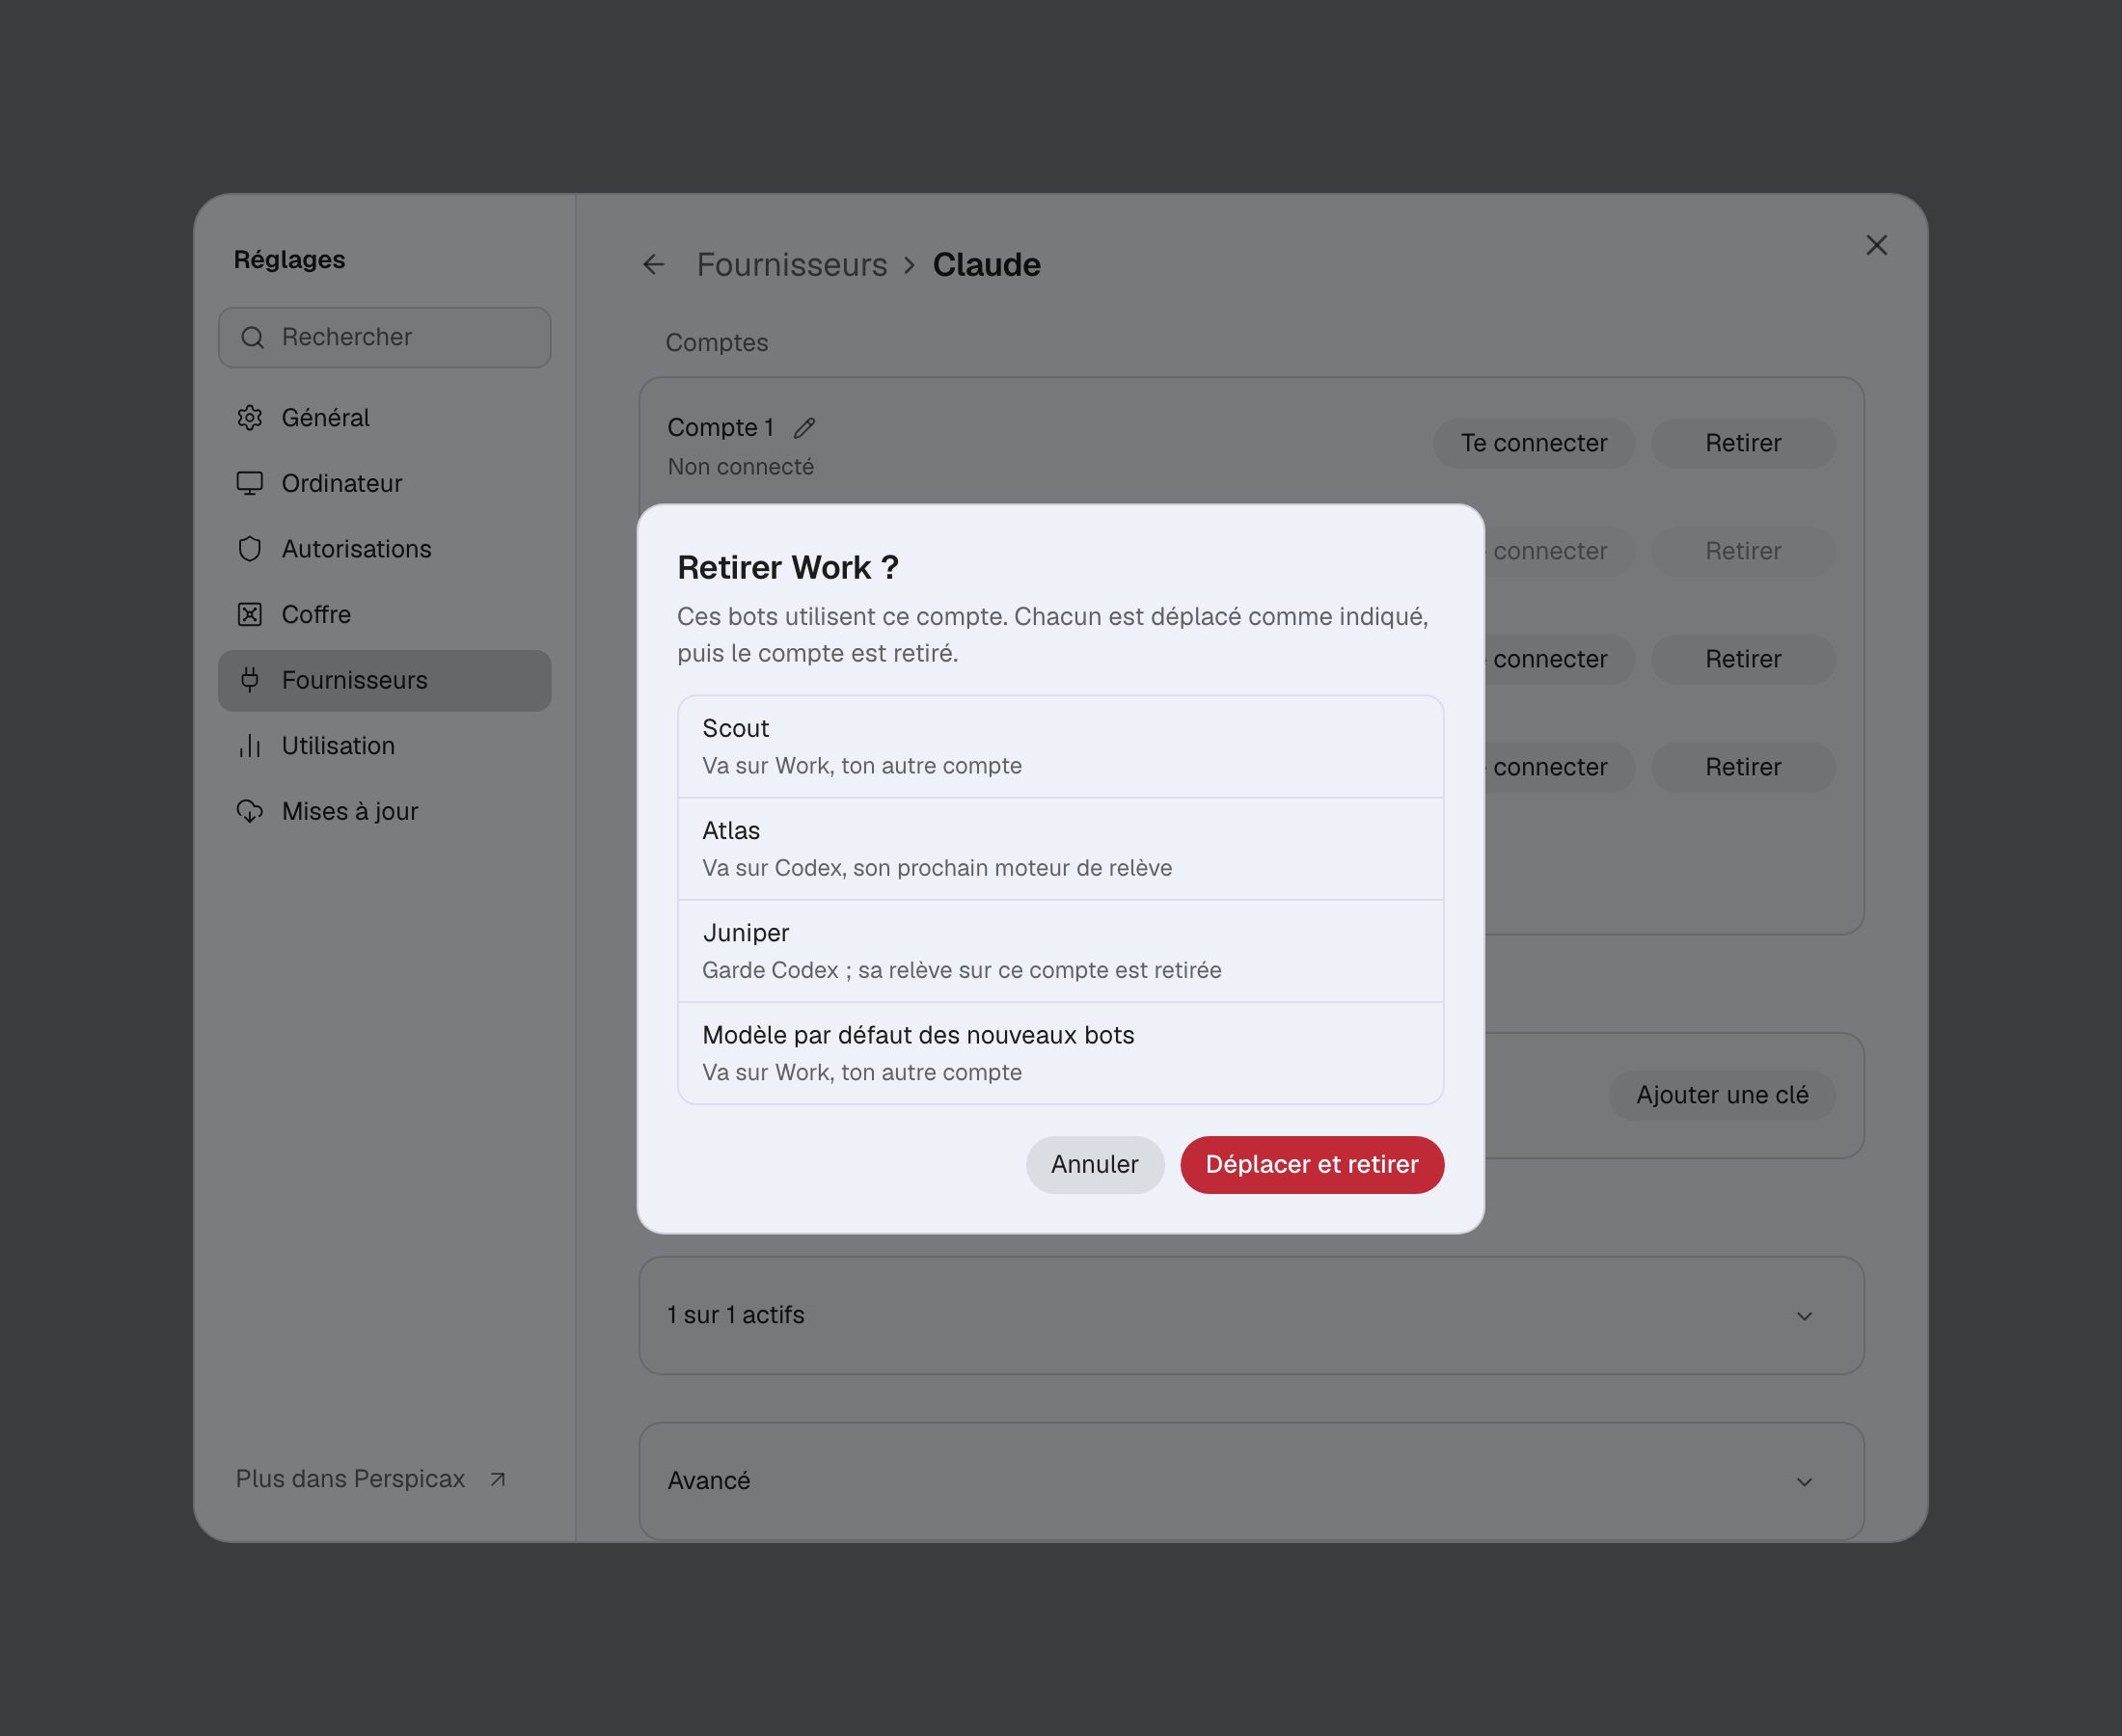 Réglages
Rechercher
Général
Ordinateur
Autorisations
Coffre
Fournisseurs
Utilisation
Mises à jour
Plus dans Perspicax
Fournisseurs > Claude
Comptes
Compte 1
Non connecté
Te connecter
Retirer
connecter
Retirer
connecter
Retirer
connecter
Retirer
Retirer Work ?
Ces bots utilisent ce compte. Chacun est déplacé comme indiqué,
puis le compte est retiré.
Scout
Va sur Work, ton autre compte
Atlas
Va sur Codex, son prochain moteur de relève
Juniper
Garde Codex ; sa relève sur ce compte est retirée
Modèle par défaut des nouveaux bots
Va sur Work, ton autre compte
Annuler
Déplacer et retirer
Ajouter une clé
1 sur 1 actifs
Avancé